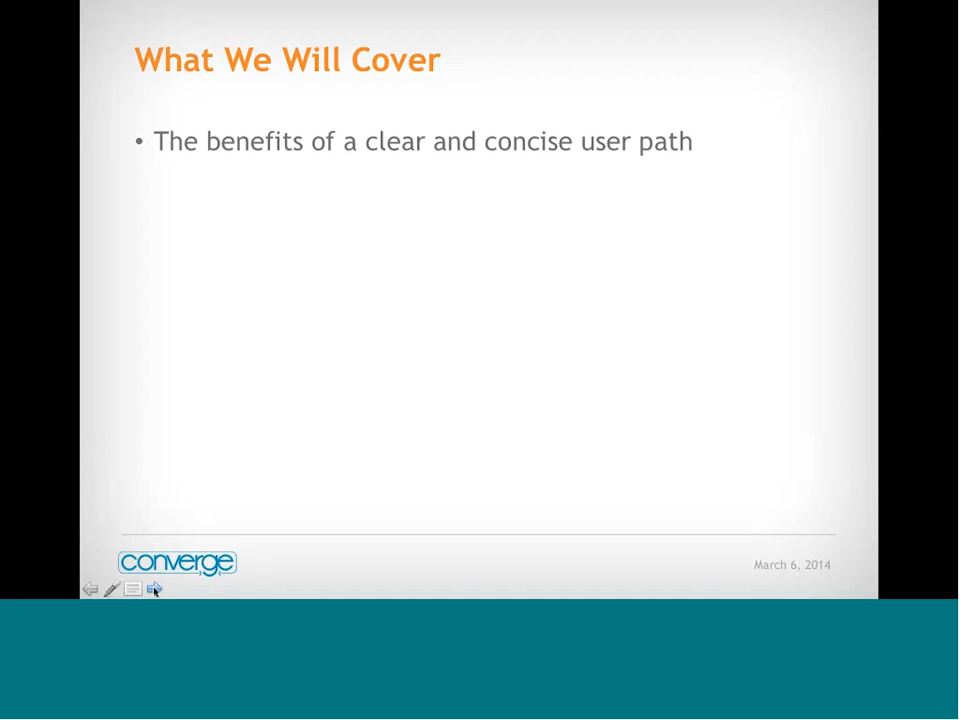 What We Will Cover
• The benefits of a clear and concise user path
converge
March 6, 2014